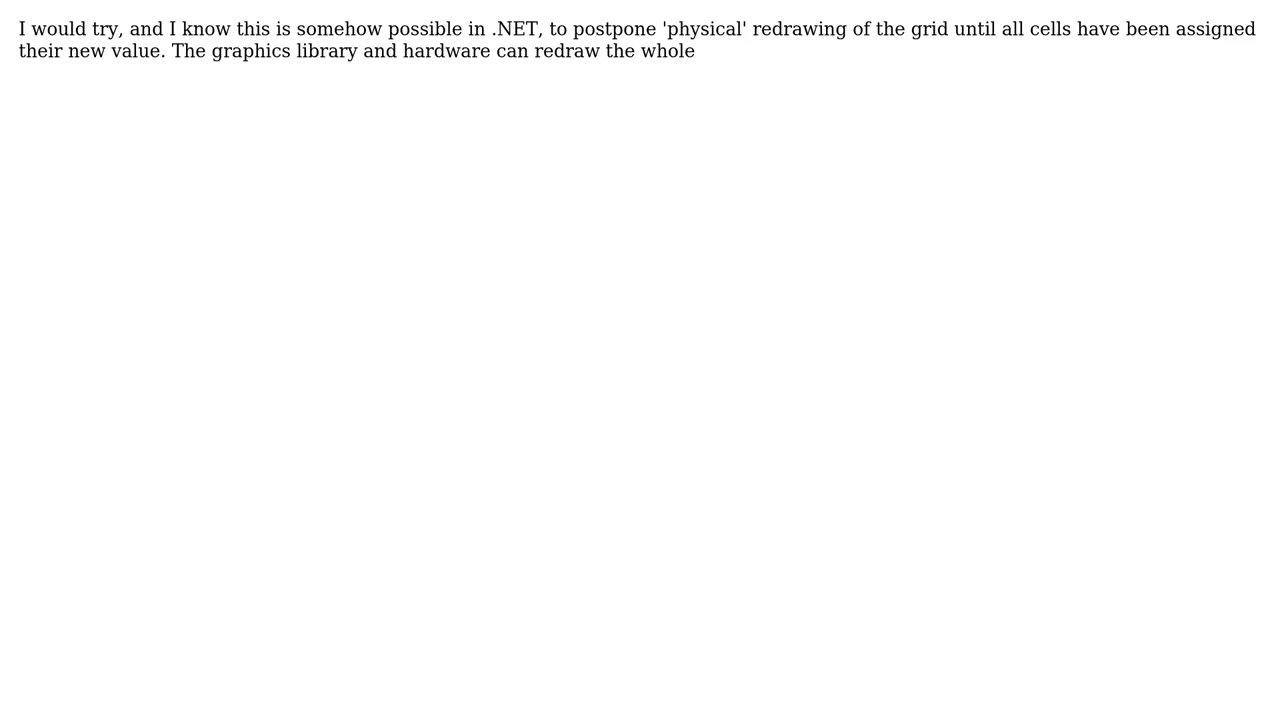 I would try, and I know this is somehow possible in .NET, to postpone 'physical' redrawing of the grid until all cells have been assigned
their new value. The graphics library and hardware can redraw the whole